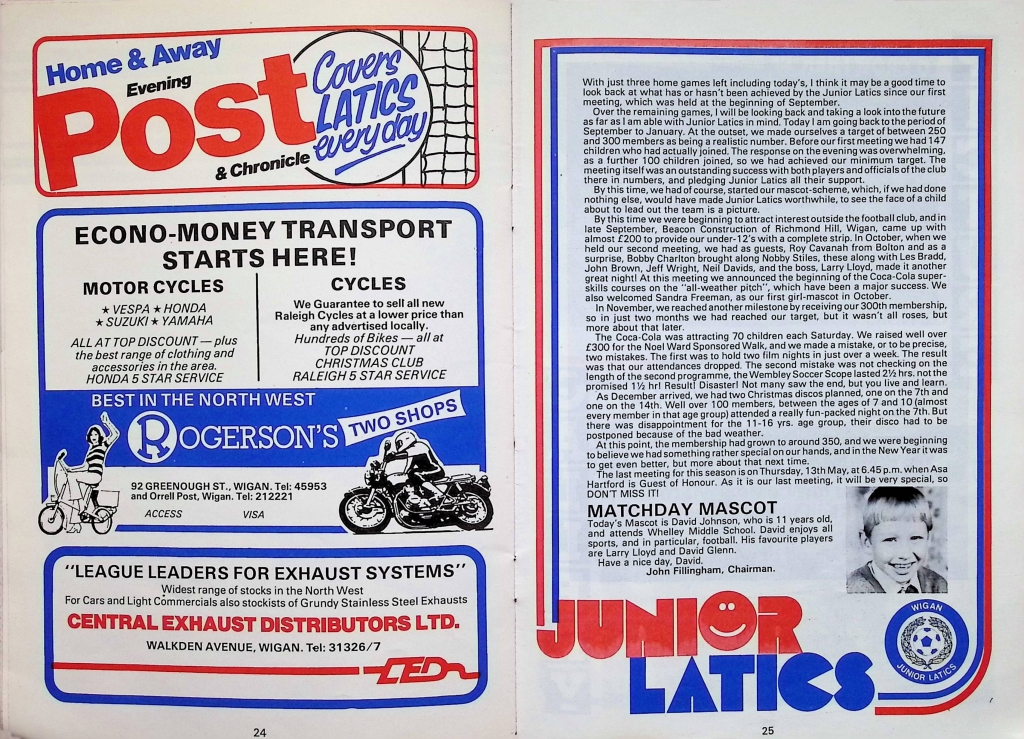 Home & Away
Evening
Post
& Chronicle
Covers
LATICS
everyday
ECONO-MONEY TRANSPORT
STARTS HERE!
MOTOR CYCLES
★ VESPA ★ HONDA
★ SUZUKI ★ YAMAHA
ALL AT TOP DISCOUNT — plus
the best range of clothing and
accessories in the area.
HONDA 5 STAR SERVICE
CYCLES
We Guarantee to sell all new
Raleigh Cycles at a lower price than
any advertised locally.
Hundreds of Bikes — all at
TOP DISCOUNT
CHRISTMAS CLUB
RALEIGH 5 STAR SERVICE
BEST IN THE NORTH WEST
ROGERSON'S TWO SHOPS
92 GREENOUGH ST., WIGAN. Tel: 45953
and Orrell Post, Wigan. Tel: 212221
ACCESS VISA
"LEAGUE LEADERS FOR EXHAUST SYSTEMS"
Widest range of stocks in the North West
For Cars and Light Commercials also stockists of Grundy Stainless Steel Exhausts
CENTRAL EXHAUST DISTRIBUTORS LTD.
WALKDEN AVENUE, WIGAN. Tel: 31326/7
CED
24
With just three home games left including today's, I think it may be a good time to
look back at what has or hasn't been achieved by the Junior Latics since our first
meeting, which was held at the beginning of September.
Over the remaining games, I will be looking back and taking a look into the future
as far as I am able with Junior Latics in mind. Today I am going back to the period of
September to January. At the outset, we made ourselves a target of between 250
and 300 members as being a realistic number. Before our first meeting we had 147
children who had actually joined. The response on the evening was overwhelming,
as a further 100 children joined, so we had achieved our minimum target. The
meeting itself was an outstanding success with both players and officials of the club
there in numbers, and pledging Junior Latics all their support.
By this time, we had of course, started our mascot-scheme, which, if we had done
nothing else, would have made Junior Latics worthwhile, to see the face of a child
about to lead out the team is a picture.
By this time we were beginning to attract interest outside the football club, and in
late September, Beacon Construction of Richmond Hill, Wigan, came up with
almost £200 to provide our under-12's with a complete strip. In October, when we
held our second meeting, we had as guests, Roy Cavanah from Bolton and as a
surprise, Bobby Charlton brought along Nobby Stiles, these along with Les Bradd,
John Brown, Jeff Wright, Neil Davids, and the boss, Larry Lloyd, made it another
great night! At this meeting we announced the beginning of the Coca-Cola super-
skills courses on the "all-weather pitch", which have been a major success. We
also welcomed Sandra Freeman, as our first girl-mascot in October.
In November, we reached another milestone by receiving our 300th membership,
so in just two months we had reached our target, but it wasn't all roses, but
more about that later.
The Coca-Cola was attracting 70 children each Saturday. We raised well over
£300 for the Noel Ward Sponsored Walk, and we made a mistake, or to be precise,
two mistakes. The first was to hold two film nights in just over a week. The result
was that our attendances dropped. The second mistake was not checking on the
length of the second programme, the Wembley Soccer Scope lasted 2½ hrs. not the
promised 1½ hr! Result! Disaster! Not many saw the end, but you live and learn.
As December arrived, we had two Christmas discos planned, one on the 7th and
one on the 14th. Well over 100 members, between the ages of 7 and 10 (almost
every member in that age group) attended a really fun-packed night on the 7th. But
there was disappointment for the 11-16 yrs. age group, their disco had to be
postponed because of the bad weather.
At this point, the membership had grown to around 350, and we were beginning
to believe we had something rather special on our hands, and in the New Year it was
to get even better, but more about that next time.
The last meeting for this season is on Thursday, 13th May, at 6.45 p.m. when Asa
Hartford is Guest of Honour. As it is our last meeting, it will be very special, so
DON'T MISS IT!
MATCHDAY MASCOT
Today's Mascot is David Johnson, who is 11 years old,
and attends Whelley Middle School. David enjoys all
sports, and in particular, football. His favourite players
are Larry Lloyd and David Glenn.
Have a nice day, David.
John Fillingham, Chairman.
JUNIOR
LATICS
WIGAN
JUNIOR LATICS
25